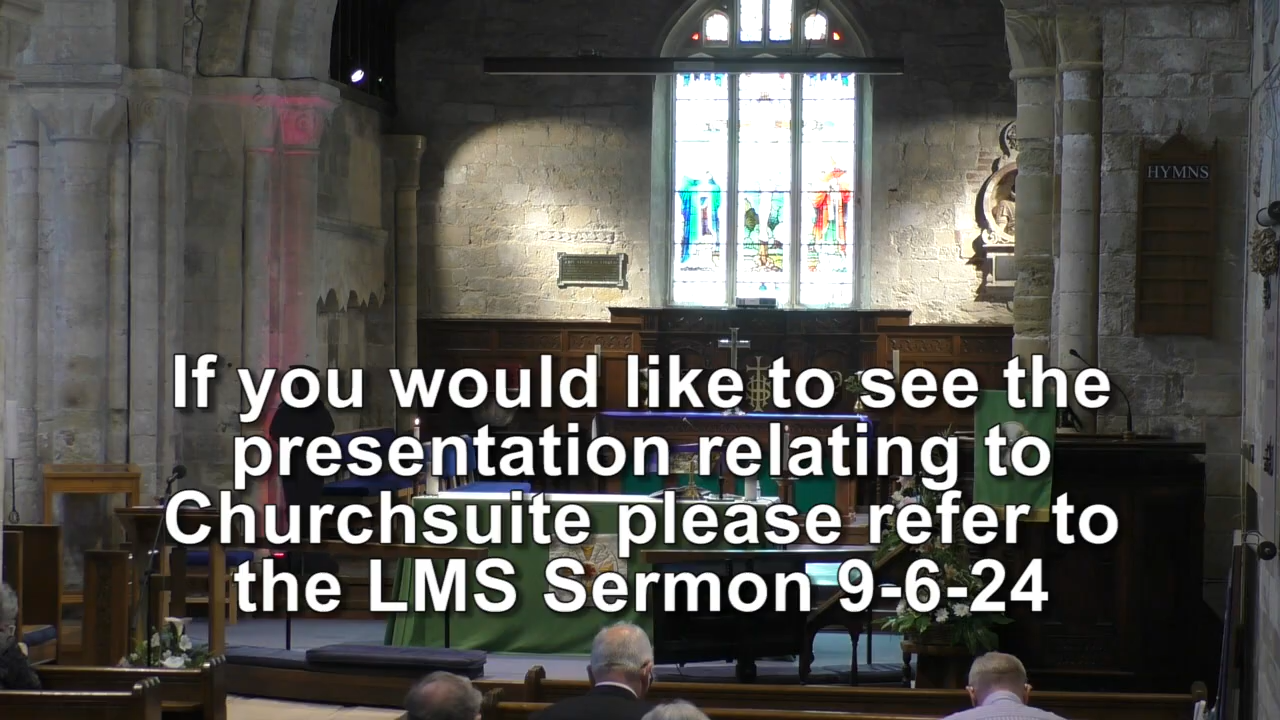 HYMNS
If you would like to see the
presentation relating to
Churchsuite please refer to
the LMS Sermon 9-6-24